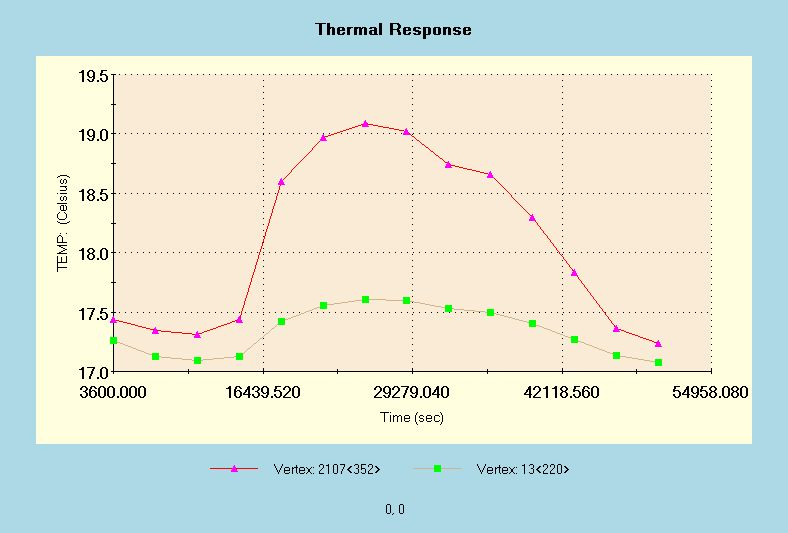 Thermal Response
19.5
19.0
18.5
18.0
17.5
17.0
TEMP: (Celsius)
3600.000 16439.520 29279.040 42118.560 54958.080
Time (sec)
Vertex: 2107<352> Vertex: 13<220>
0, 0